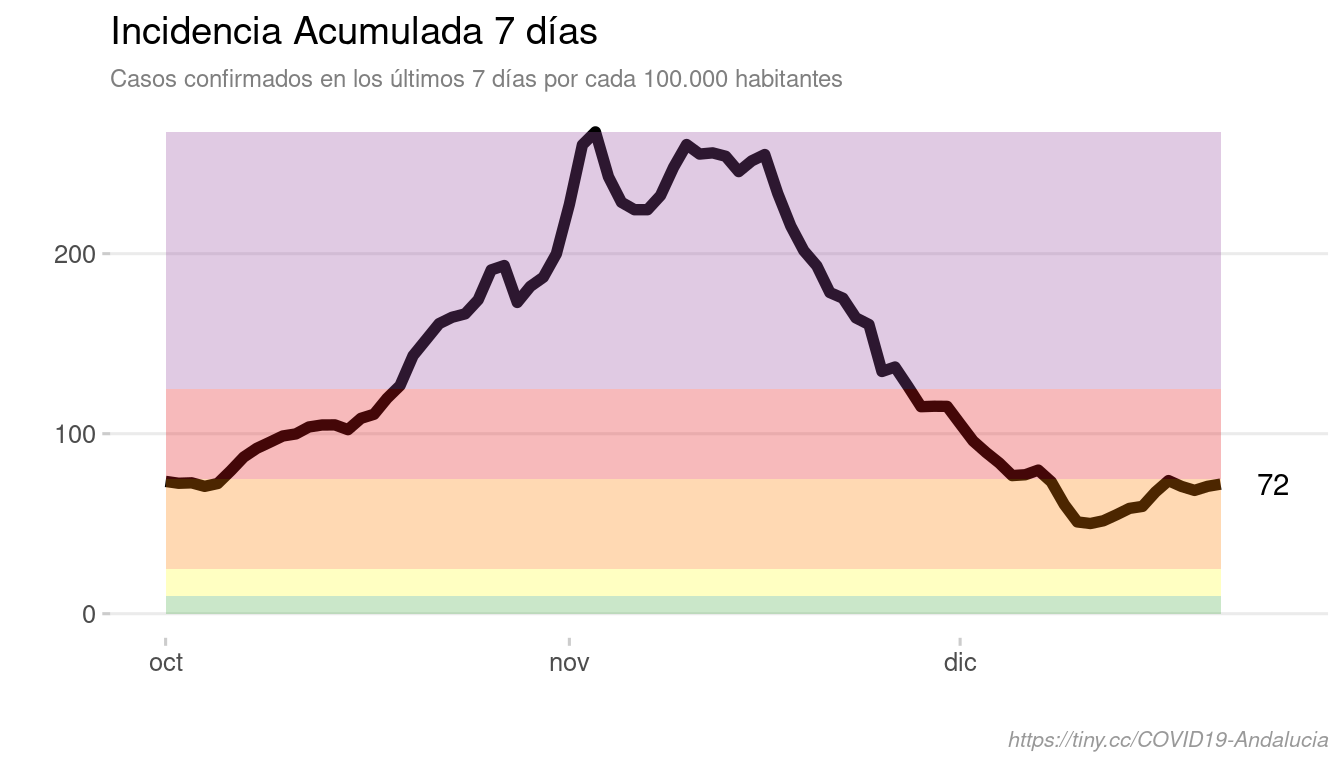 Incidencia Acumulada 7 días
Casos confirmados en los últimos 7 días por cada 100.000 habitantes
200
100
72
0
oct nov dic
https://tiny.cc/COVID19-Andalucia